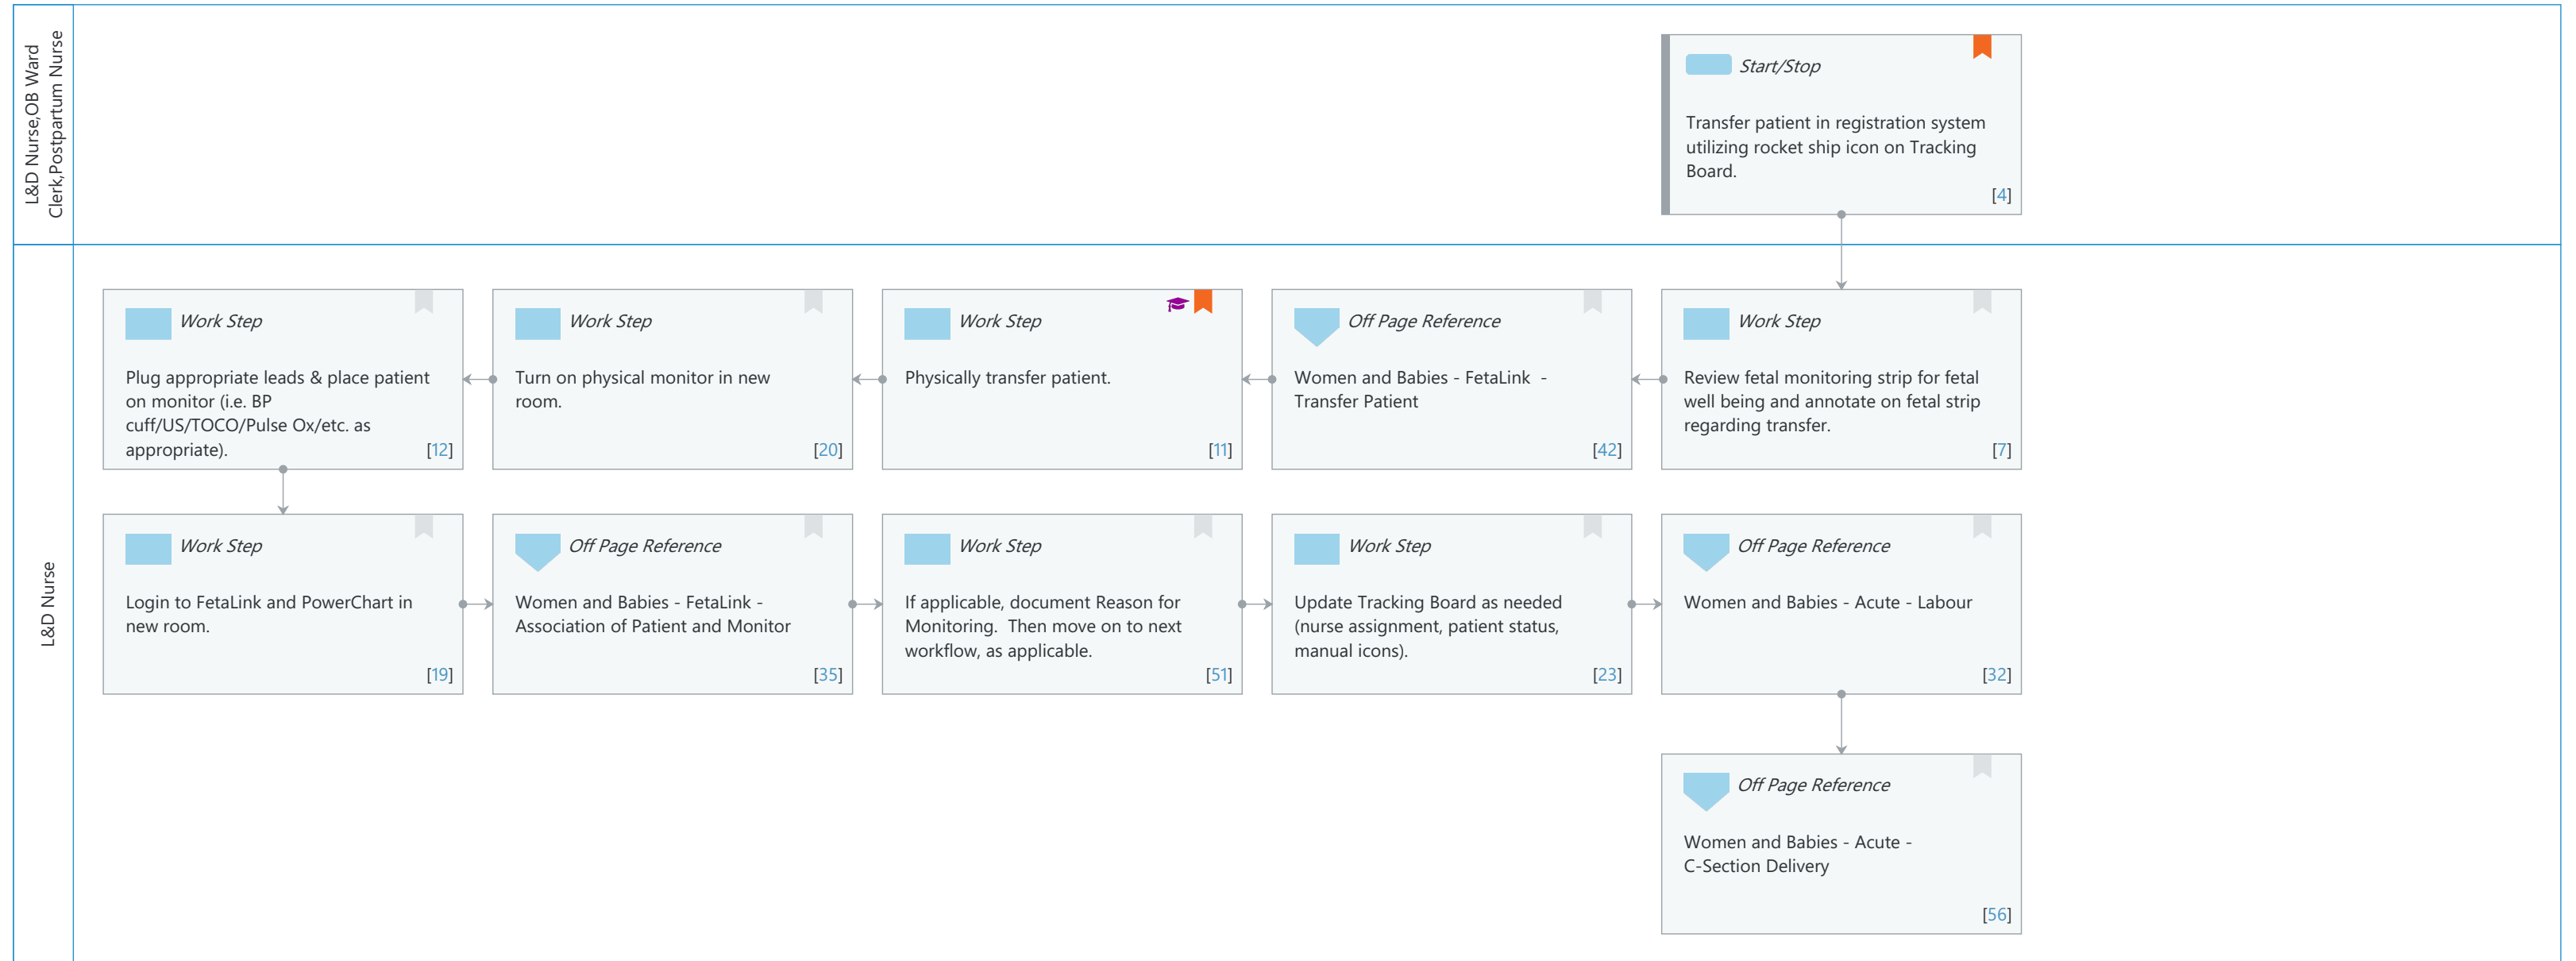 L&D Nurse,OB Ward
Clerk,Postpartum Nurse
Start/Stop
Transfer patient in registration system
utilizing rocket ship icon on Tracking
Board.
[4]
L&D Nurse
Work Step
Plug appropriate leads & place patient
on monitor (i.e. BP
cuff/US/TOCO/Pulse Ox/etc. as
appropriate).
[12]
Work Step
Turn on physical monitor in new
room.
[20]
Work Step
Physically transfer patient.
[11]
Off Page Reference
Women and Babies - FetaLink  -
Transfer Patient
[42]
Work Step
Review fetal monitoring strip for fetal
well being and annotate on fetal strip
regarding transfer.
[7]
Work Step
Login to FetaLink and PowerChart in
new room.
[19]
Off Page Reference
Women and Babies - FetaLink -
Association of Patient and Monitor
[35]
Work Step
If applicable, document Reason for
Monitoring.  Then move on to next
workflow, as applicable.
[51]
Work Step
Update Tracking Board as needed
(nurse assignment, patient status,
manual icons).
[23]
Off Page Reference
Women and Babies - Acute - Labour
[32]
Off Page Reference
Women and Babies - Acute -
C-Section Delivery
[56]